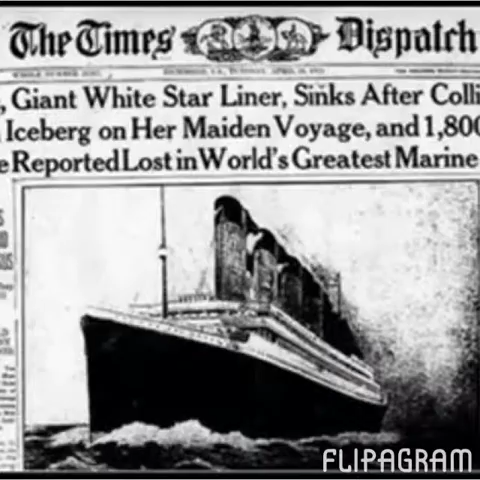 The Times Dispatch
, Giant White Star Liner, Sinks After Colli
Iceberg on Her Maiden Voyage, and 1,800
e Reported Lost in World's Greatest Marine
FLIPAGRAM